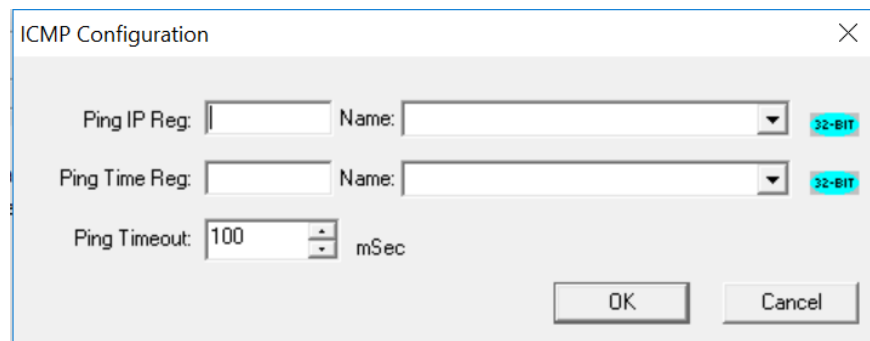 ICMP Configuration
Ping IP Reg: Name: 32-BIT
Ping Time Reg: Name: 32-BIT
Ping Timeout: 100 mSec
OK Cancel